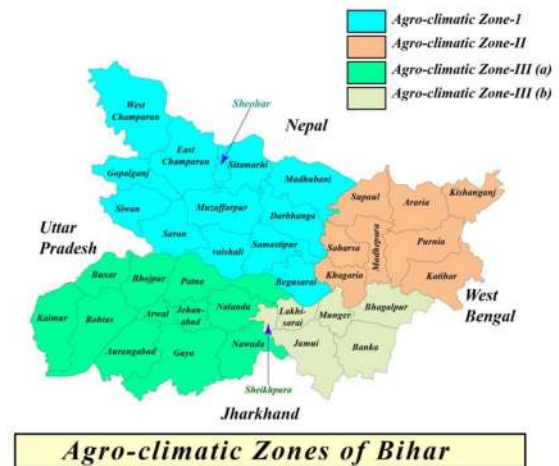 Agro-climatic Zone-I
Agro-climatic Zone-II
Agro-climatic Zone-III (a)
Agro-climatic Zone-III (b)
West
Champaran
Sheohar
Nepal
East
Champaran
Sitamarhi
Gopalganj
Madhubani
Kishanganj
Supaul
Araria
Siwan
Muzaffarpur
Darbhanga
Uttar
Pradesh
Saran
vaishali
Samastipur
Saharsa
Madhepura
Purnia
Khagaria
Katihar
Begusarai
Buxar
Bhojpur
Patna
West
Bengal
Kaimur
Rohtas
Arwal
Jehan-
abad
Nalanda
Lakhi-
sarai
Munger
Bhagalpur
Aurangabad
Gaya
Nawada
Jamui
Banka
Sheikhpura
Jharkhand
Agro-climatic Zones of Bihar